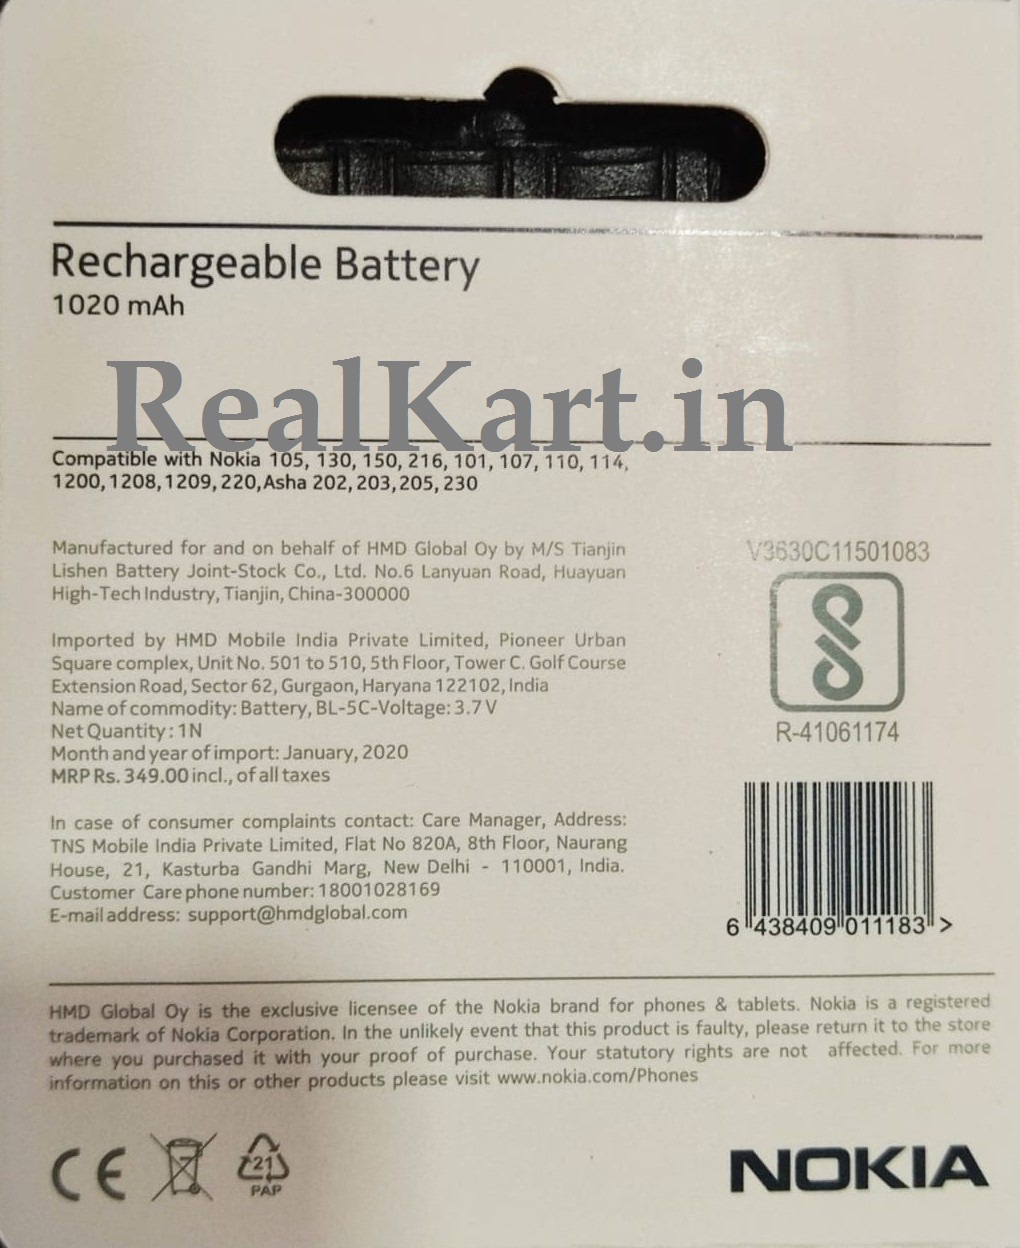 Rechargeable Battery
1020 mAh
RealKart.in
Compatible with Nokia 105, 130, 150, 216, 101, 107, 110, 114,
1200, 1208, 1209, 220, Asha 202, 203, 205, 230
Manufactured for and on behalf of HMD Global Oy by M/S Tianjin
Lishen Battery Joint-Stock Co., Ltd. No.6 Lanyuan Road, Huayuan
High-Tech Industry, Tianjin, China-300000
V3630C11501083
R-41061174
Imported by HMD Mobile India Private Limited, Pioneer Urban
Square complex, Unit No. 501 to 510, 5th Floor, Tower C. Golf Course
Extension Road, Sector 62, Gurgaon, Haryana 122102, India
Name of commodity: Battery, BL-5C-Voltage: 3.7 V
Net Quantity: 1N
Month and year of import: January, 2020
MRP Rs. 349.00 incl., of all taxes
In case of consumer complaints contact: Care Manager, Address:
TNS Mobile India Private Limited, Flat No 820A, 8th Floor, Naurang
House, 21, Kasturba Gandhi Marg, New Delhi - 110001, India.
Customer Care phone number: 18001028169
E-mail address: support@hmdglobal.com
6 438409 011183 >
HMD Global Oy is the exclusive licensee of the Nokia brand for phones & tablets. Nokia is a registered
trademark of Nokia Corporation. In the unlikely event that this product is faulty, please return it to the store
where you purchased it with your proof of purchase. Your statutory rights are not affected. For more
information on this or other products please visit www.nokia.com/Phones
CE
21
PAP
NOKIA